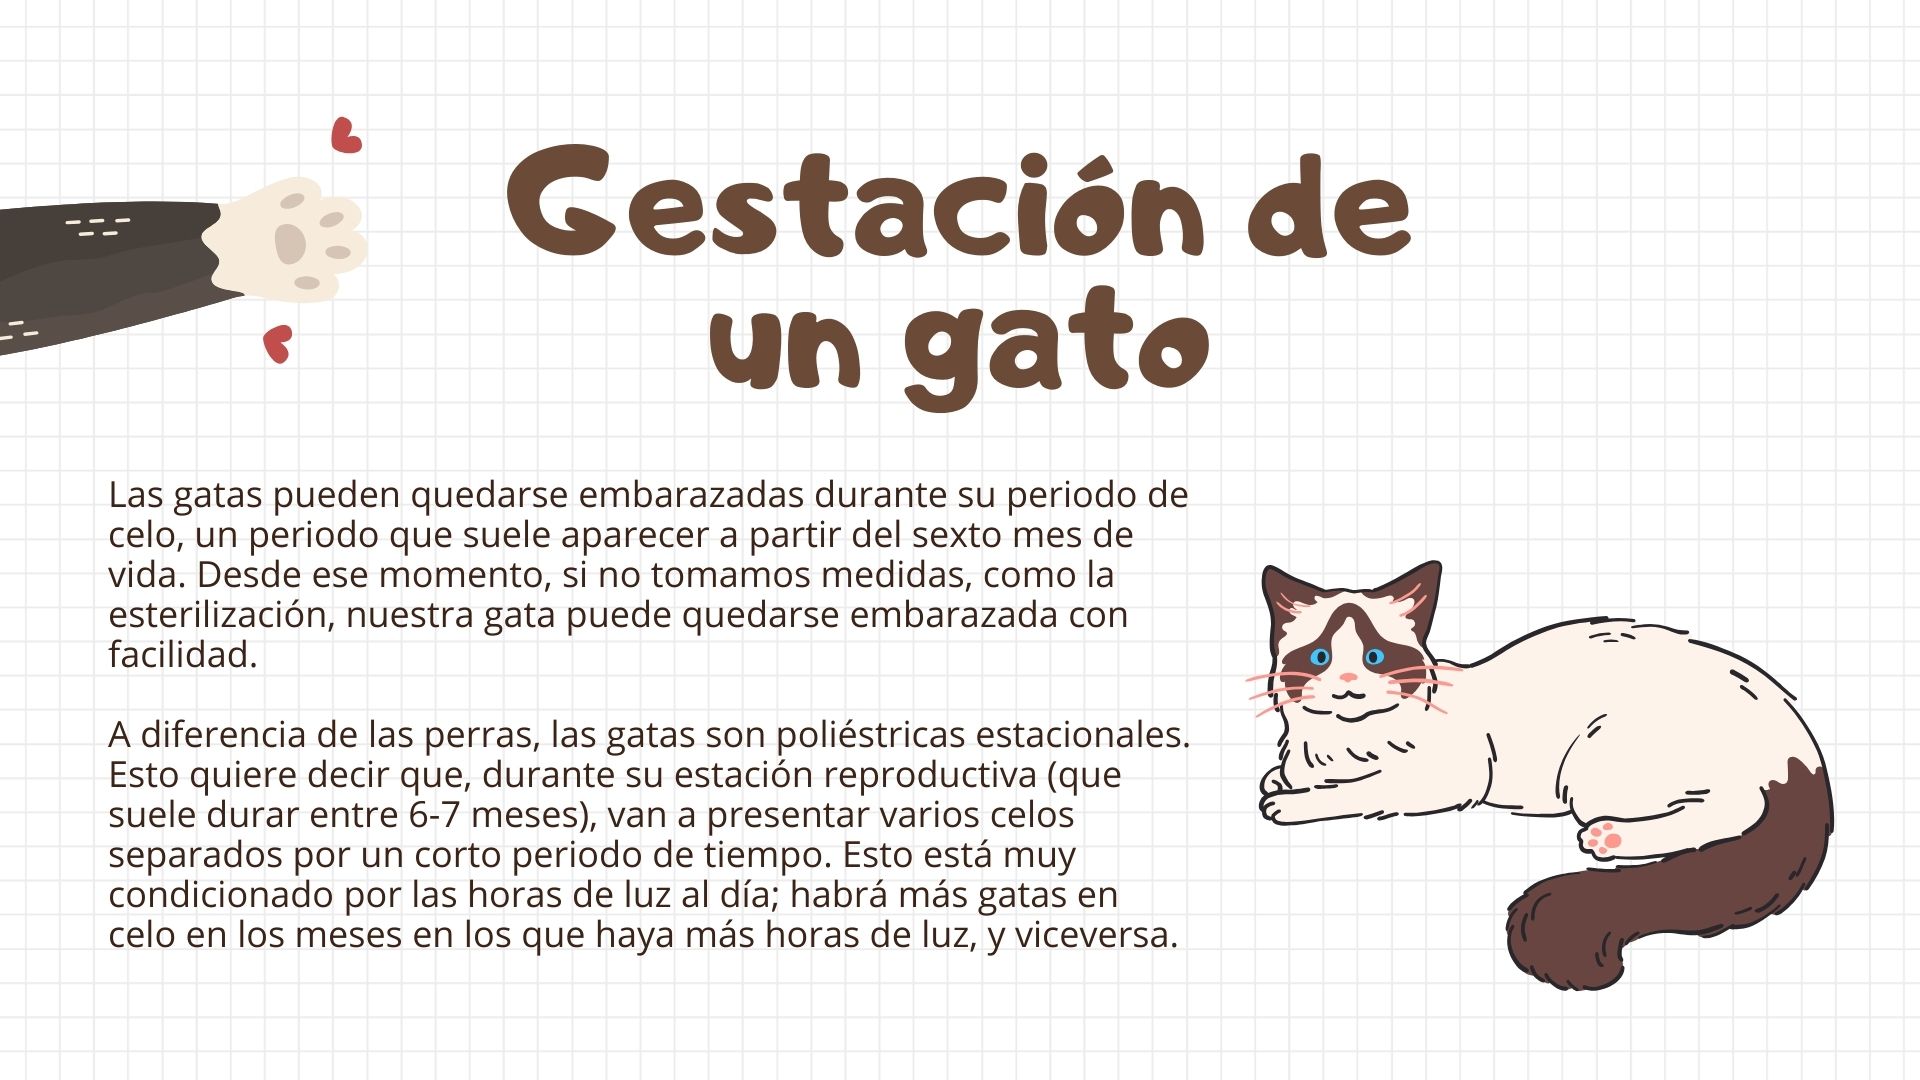 Gestación de
un gato
Las gatas pueden quedarse embarazadas durante su periodo de
celo, un periodo que suele aparecer a partir del sexto mes de
vida. Desde ese momento, si no tomamos medidas, como la
esterilización, nuestra gata puede quedarse embarazada con
facilidad.
A diferencia de las perras, las gatas son poliéstricas estacionales.
Esto quiere decir que, durante su estación reproductiva (que
suele durar entre 6-7 meses), van a presentar varios celos
separados por un corto periodo de tiempo. Esto está muy
condicionado por las horas de luz al día; habrá más gatas en
celo en los meses en los que haya más horas de luz, y viceversa.